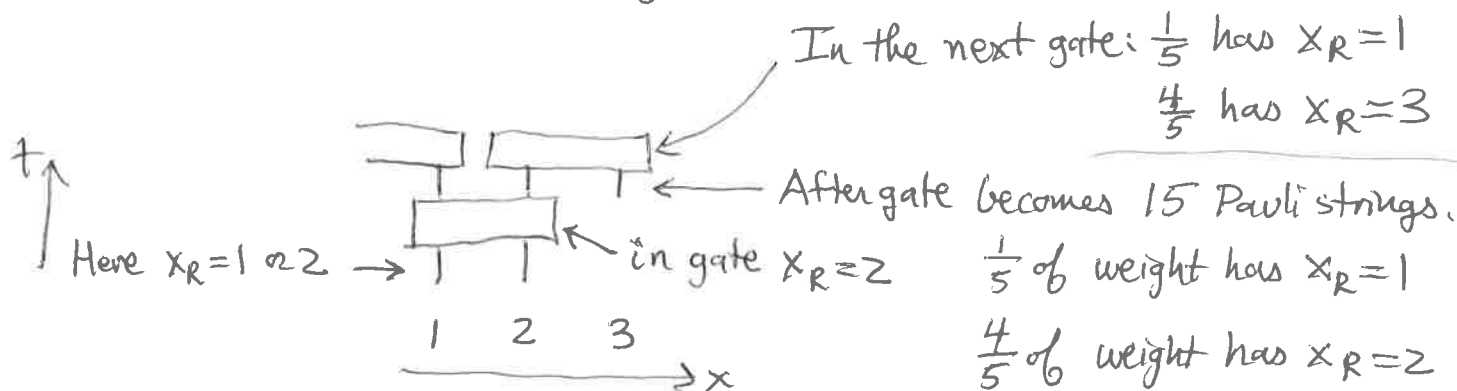 In the next gate: 1/5 has x_R=1
4/5 has x_R=3
t
After gate becomes 15 Pauli strings.
Here x_R=1 or 2
in gate x_R=2
1/5 of weight has x_R=1
1 2 3
4/5 of weight has x_R=2
x